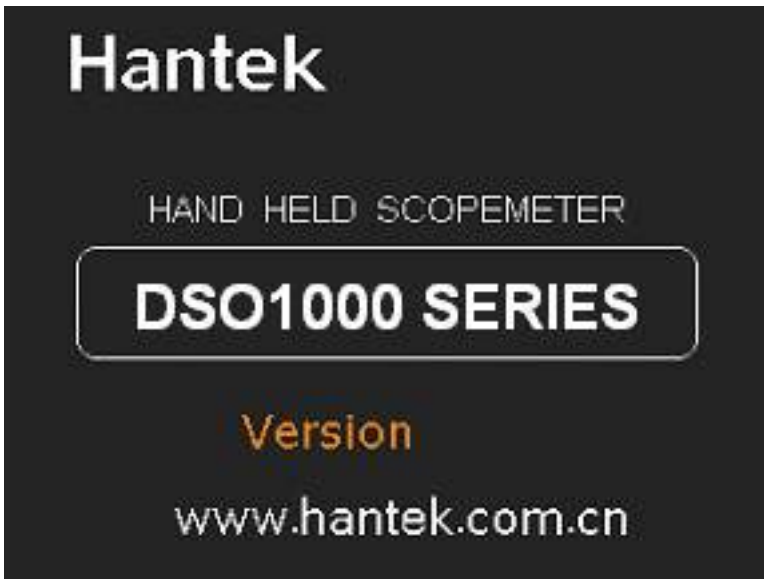 Hantek
HAND HELD SCOPEMETER
DSO1000 SERIES
Version
www.hantek.com.cn